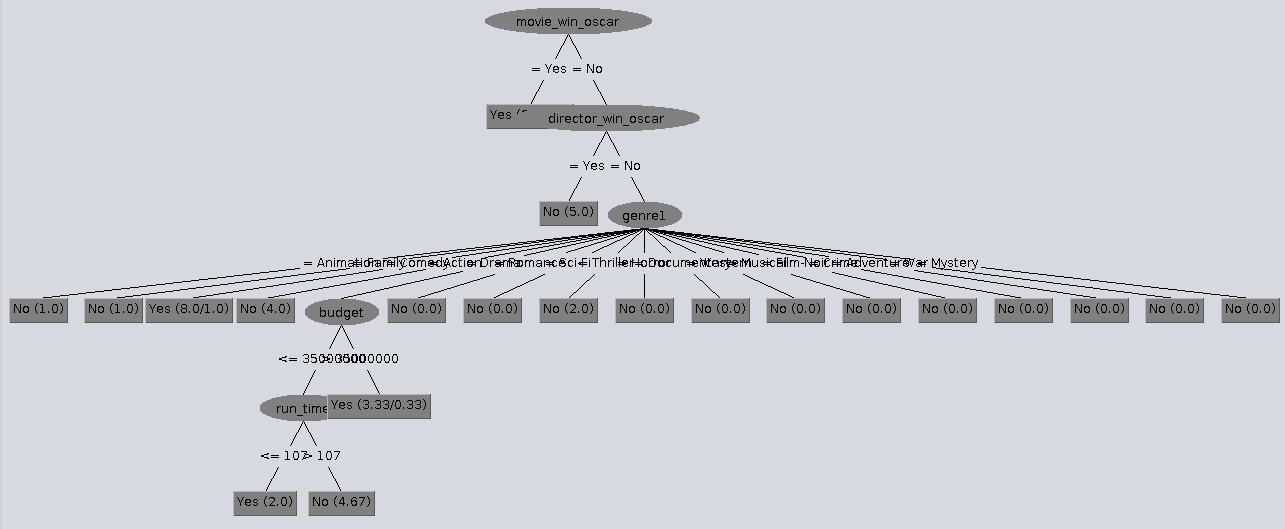 movie_win_oscar
= Yes = No
Yes director_win_oscar
= Yes = No
No (5.0) genre1
= Animation = Family = Comedy = Action = Drama = Romance = Sci-Fi = Thriller = Horror = Documentary = Western = Musical = Film-Noir = Crime = Adventure = War = Mystery
No (1.0) No (1.0) Yes (8.0/1.0) No (4.0) budget No (0.0) No (0.0) No (2.0) No (0.0) No (0.0) No (0.0) No (0.0) No (0.0) No (0.0) No (0.0) No (0.0) No (0.0)
<= 35000000 > 35000000
run_time Yes (3.33/0.33)
<= 107 > 107
Yes (2.0) No (4.67)